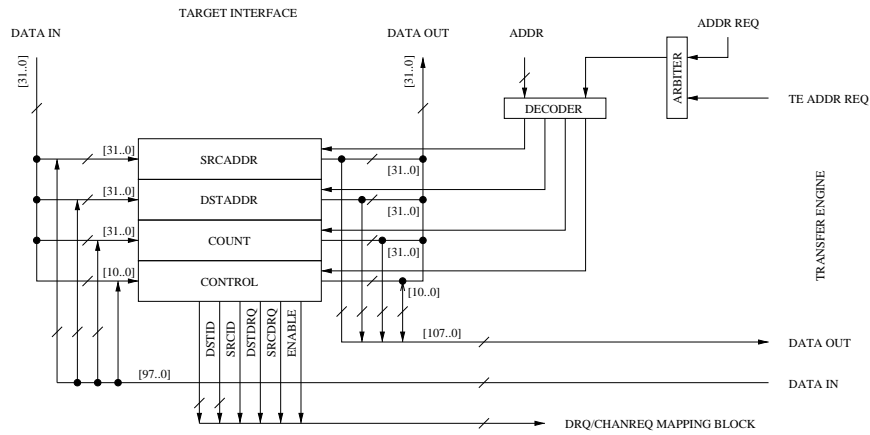 TARGET INTERFACE
DATA IN
DATA OUT
ADDR
ADDR REQ
[31..0]
[31..0]
ARBITER
TE ADDR REQ
DECODER
[31..0]
SRCADDR
[31..0]
[31..0]
DSTADDR
[31..0]
[31..0]
COUNT
[31..0]
[10..0]
CONTROL
[10..0]
TRANSFER ENGINE
DSTID
SRCID
DSTDRQ
SRCDRQ
ENABLE
[107..0]
DATA OUT
[97..0]
DATA IN
DRQ/CHANREQ MAPPING BLOCK